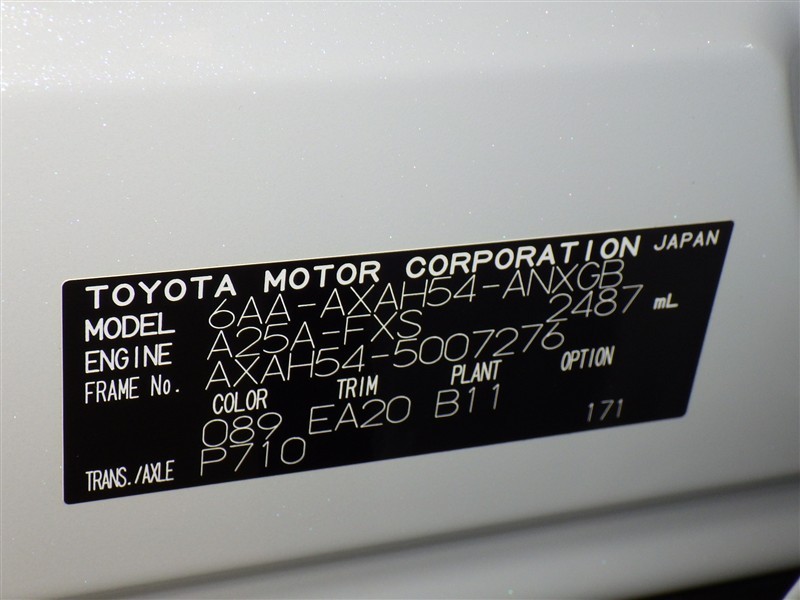 TOYOTA MOTOR CORPORATION JAPAN
MODEL 6AA-AXAH54-ANXGB
ENGINE A25A-FXS 2487 mL
FRAME No. AXAH54-5007276
COLOR TRIM PLANT OPTION
089 EA20 B11 171
TRANS./AXLE P710